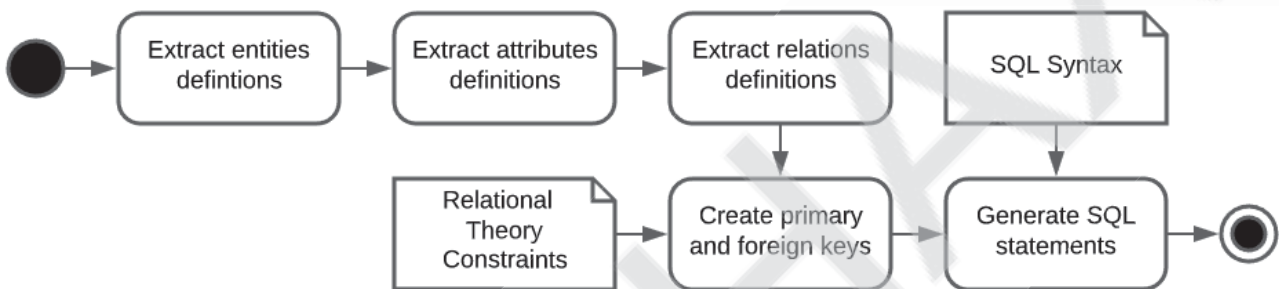 Extract entities
defintions
Extract attributes
definitions
Extract relations
definitions
SQL Syntax
Relational
Theory
Constraints
Create primary
and foreign keys
Generate SQL
statements